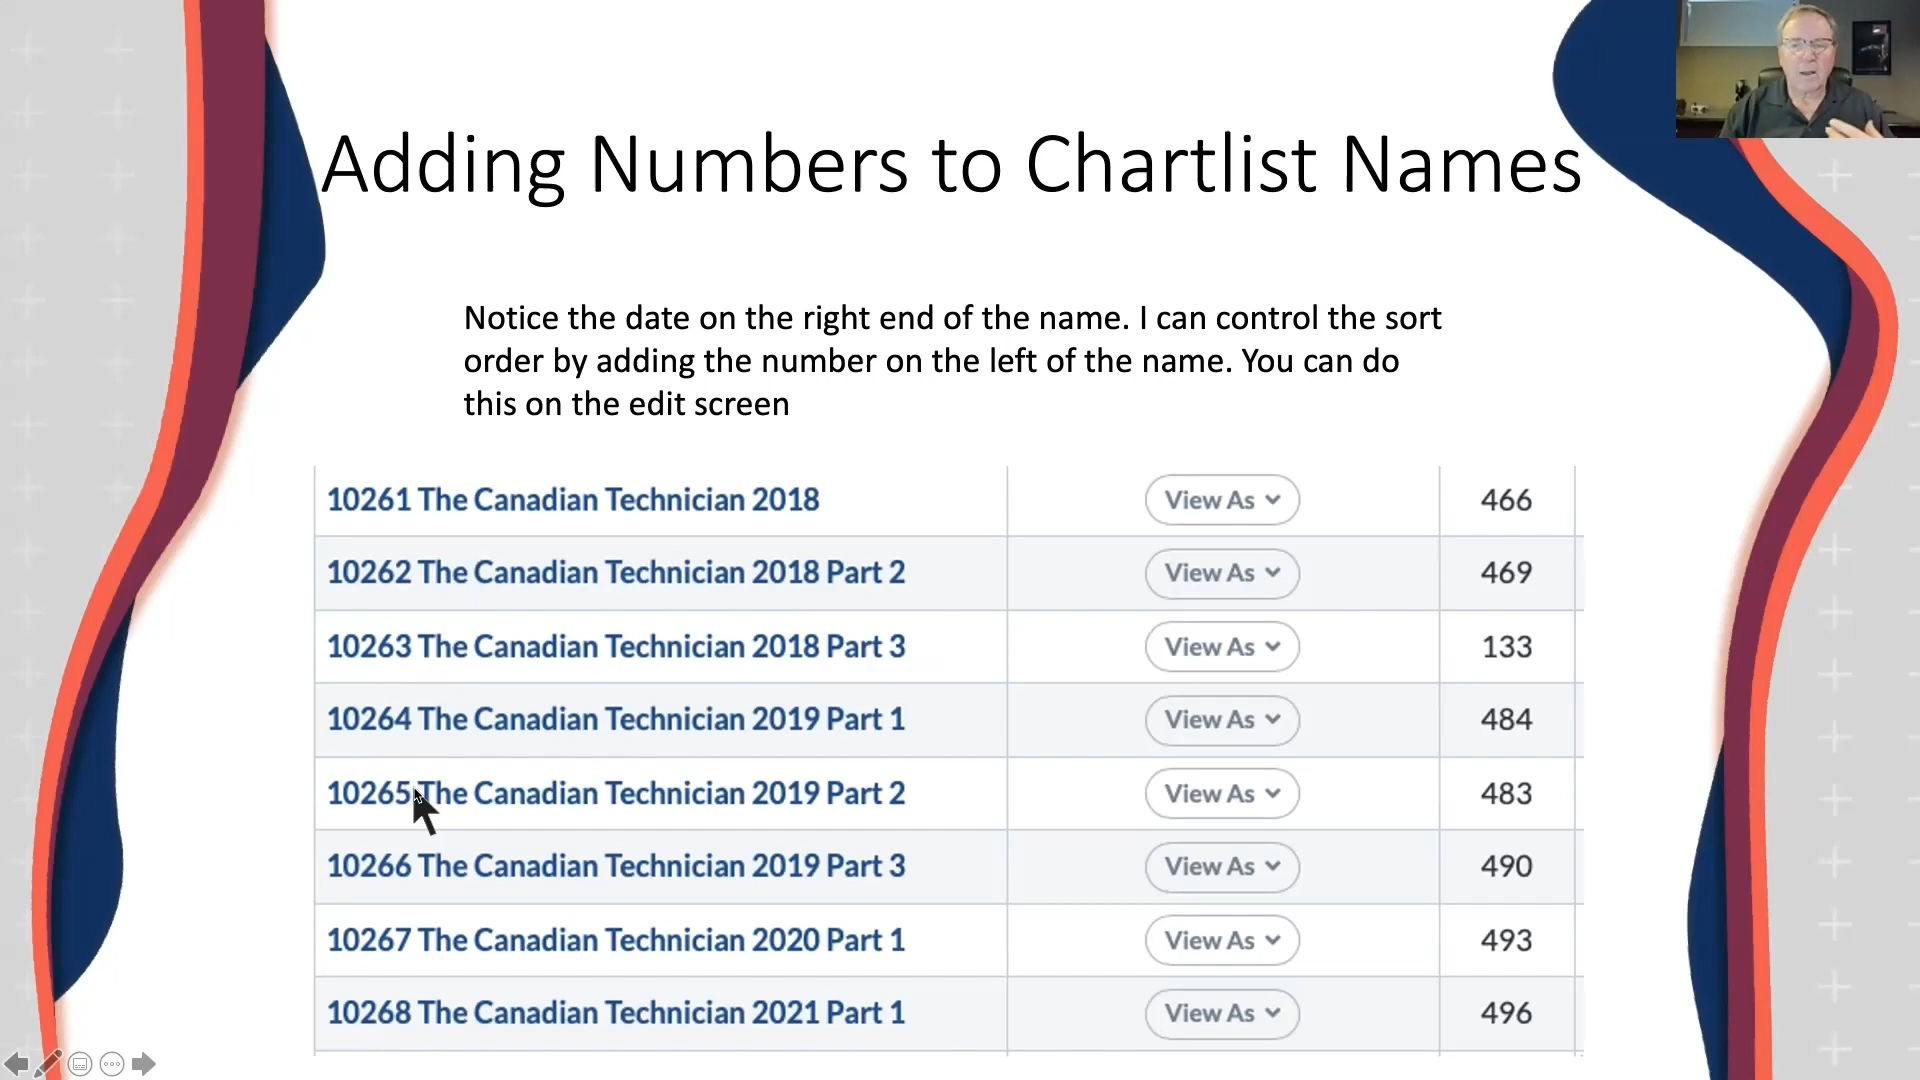 Adding Numbers to Chartlist Names
Notice the date on the right end of the name. I can control the sort
order by adding the number on the left of the name. You can do
this on the edit screen
10261 The Canadian Technician 2018 View As 466
10262 The Canadian Technician 2018 Part 2 View As 469
10263 The Canadian Technician 2018 Part 3 View As 133
10264 The Canadian Technician 2019 Part 1 View As 484
10265 The Canadian Technician 2019 Part 2 View As 483
10266 The Canadian Technician 2019 Part 3 View As 490
10267 The Canadian Technician 2020 Part 1 View As 493
10268 The Canadian Technician 2021 Part 1 View As 496